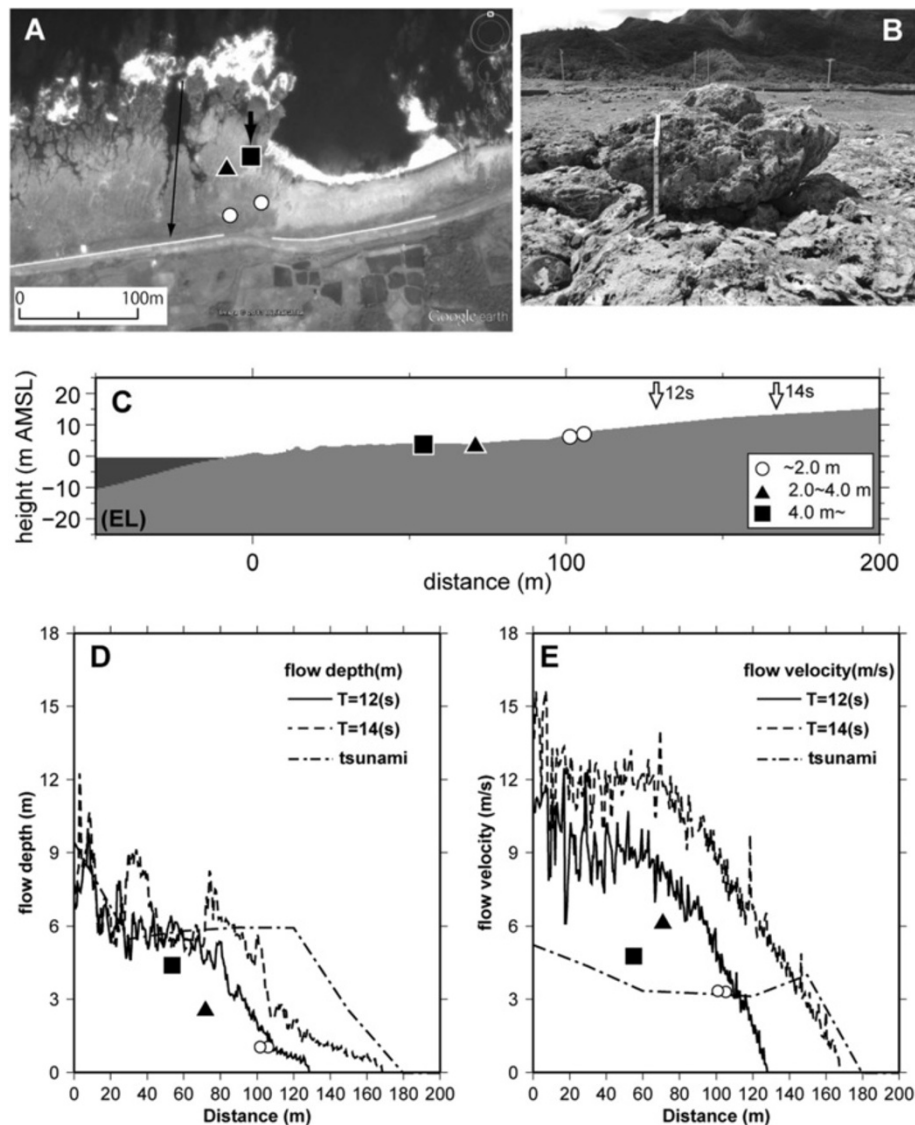 A
B
0
100m
Google earth
C
12s
14s
height (m AMSL)
20
10
0
−10
−20
(EL)
~2.0 m
2.0~4.0 m
4.0 m~
0
100
200
distance (m)
D
flow depth(m)
T=12(s)
T=14(s)
tsunami
flow depth (m)
18
15
12
9
6
3
0
0 20 40 60 80 100 120 140 160 180 200
Distance (m)
E
flow velocity(m/s)
T=12(s)
T=14(s)
tsunami
flow velocity (m/s)
18
15
12
9
6
3
0
0 20 40 60 80 100 120 140 160 180 200
Distance (m)